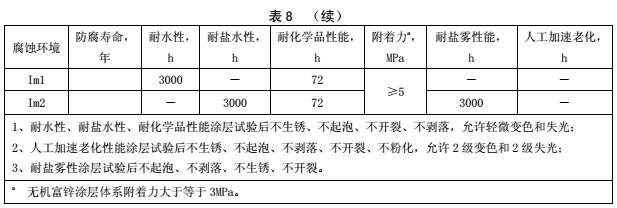 表 8 （续）
腐蚀环境 防腐寿命，年 耐水性，h 耐盐水性，h 耐化学品性能，h 附着力ᵃ，MPa 耐盐雾性能，h 人工加速老化，h
Im1 3000 — 72 ≥5 — —
Im2 — 3000 72 3000 —
1、耐水性、耐盐水性、耐化学品性能涂层试验后不生锈、不起泡、不开裂、不剥落，允许轻微变色和失光；
2、人工加速老化性能涂层试验后不生锈、不起泡、不剥落、不开裂、不粉化，允许 2 级变色和 2 级失光；
3、耐盐雾性涂层试验后不起泡、不剥落、不生锈、不开裂。
ᵃ 无机富锌涂层体系附着力大于等于 3MPa。